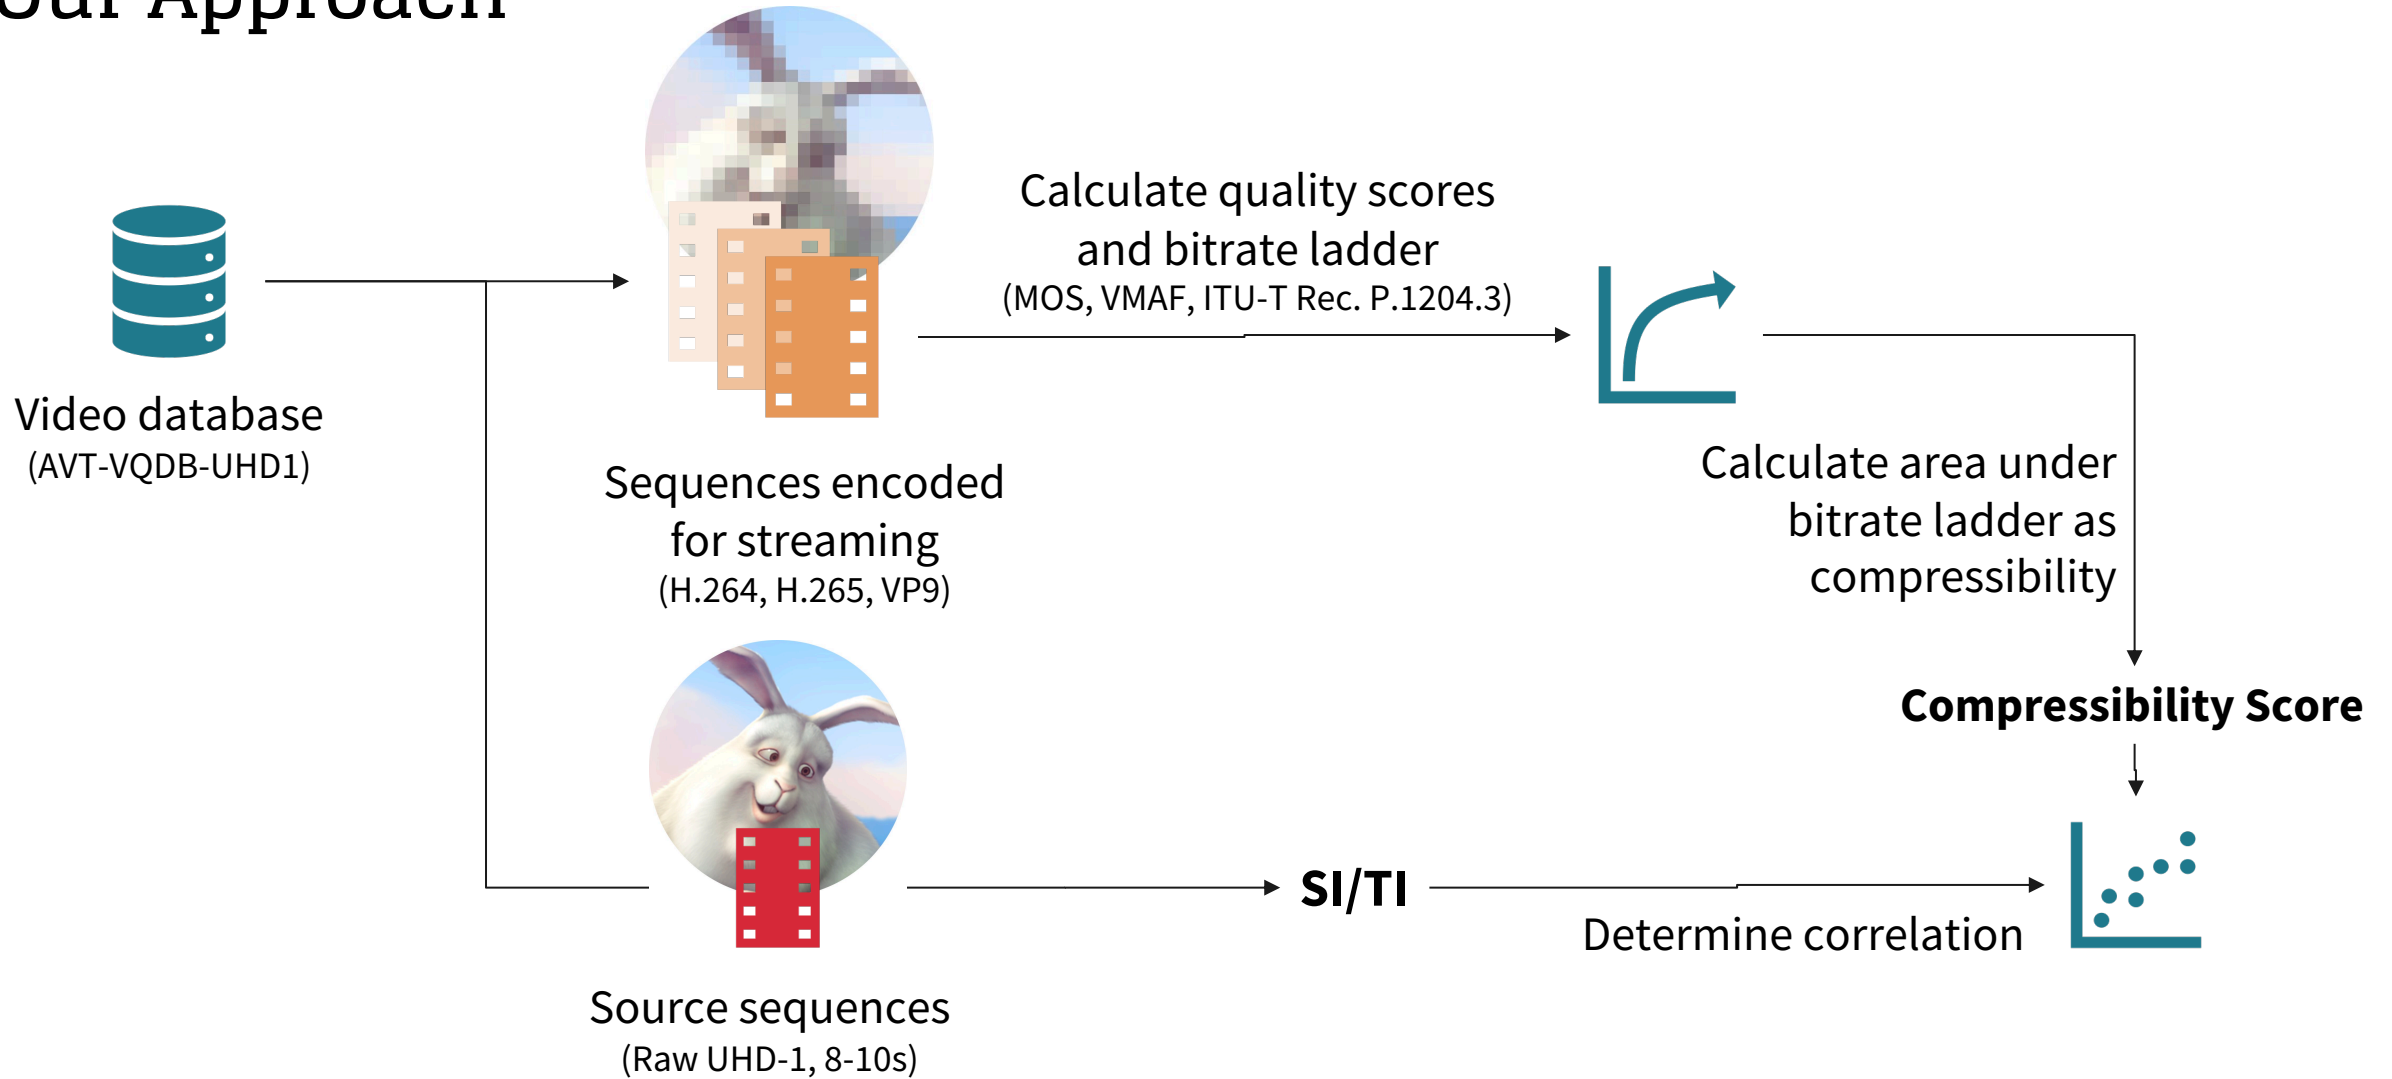 Our Approach
Calculate quality scores
and bitrate ladder
(MOS, VMAF, ITU-T Rec. P.1204.3)
Video database
(AVT-VQDB-UHD1)
Sequences encoded
for streaming
(H.264, H.265, VP9)
Calculate area under
bitrate ladder as
compressibility
Compressibility Score
SI/TI
Determine correlation
Source sequences
(Raw UHD-1, 8-10s)